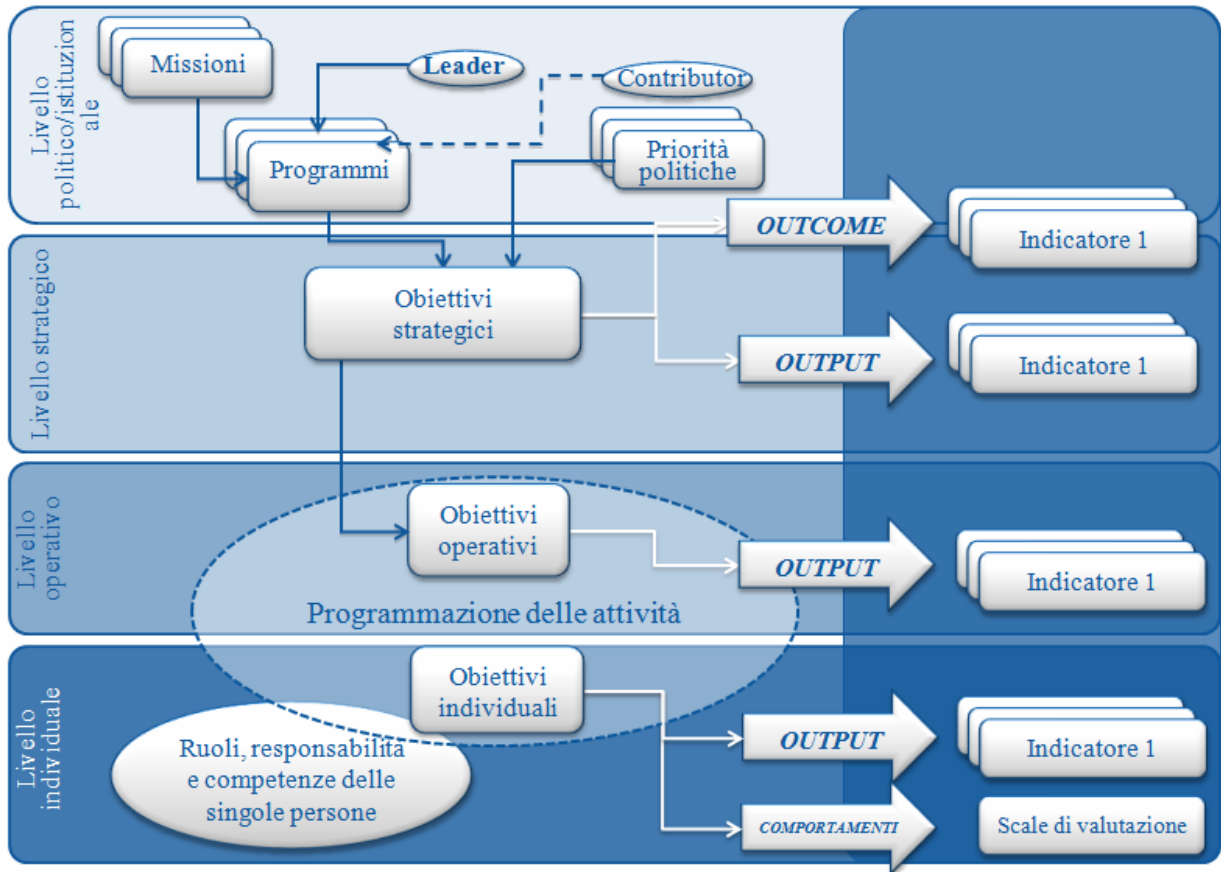 Livello
politico/istituzion
ale
Missioni
Leader
Contributor
Programmi
Priorità
politiche
OUTCOME
Indicatore 1
Livello strategico
Obiettivi
strategici
OUTPUT
Indicatore 1
Livello
operativo
Obiettivi
operativi
OUTPUT
Indicatore 1
Programmazione delle attività
Livello
individuale
Obiettivi
individuali
Ruoli, responsabilità
e competenze delle
singole persone
OUTPUT
Indicatore 1
COMPORTAMENTI
Scale di valutazione